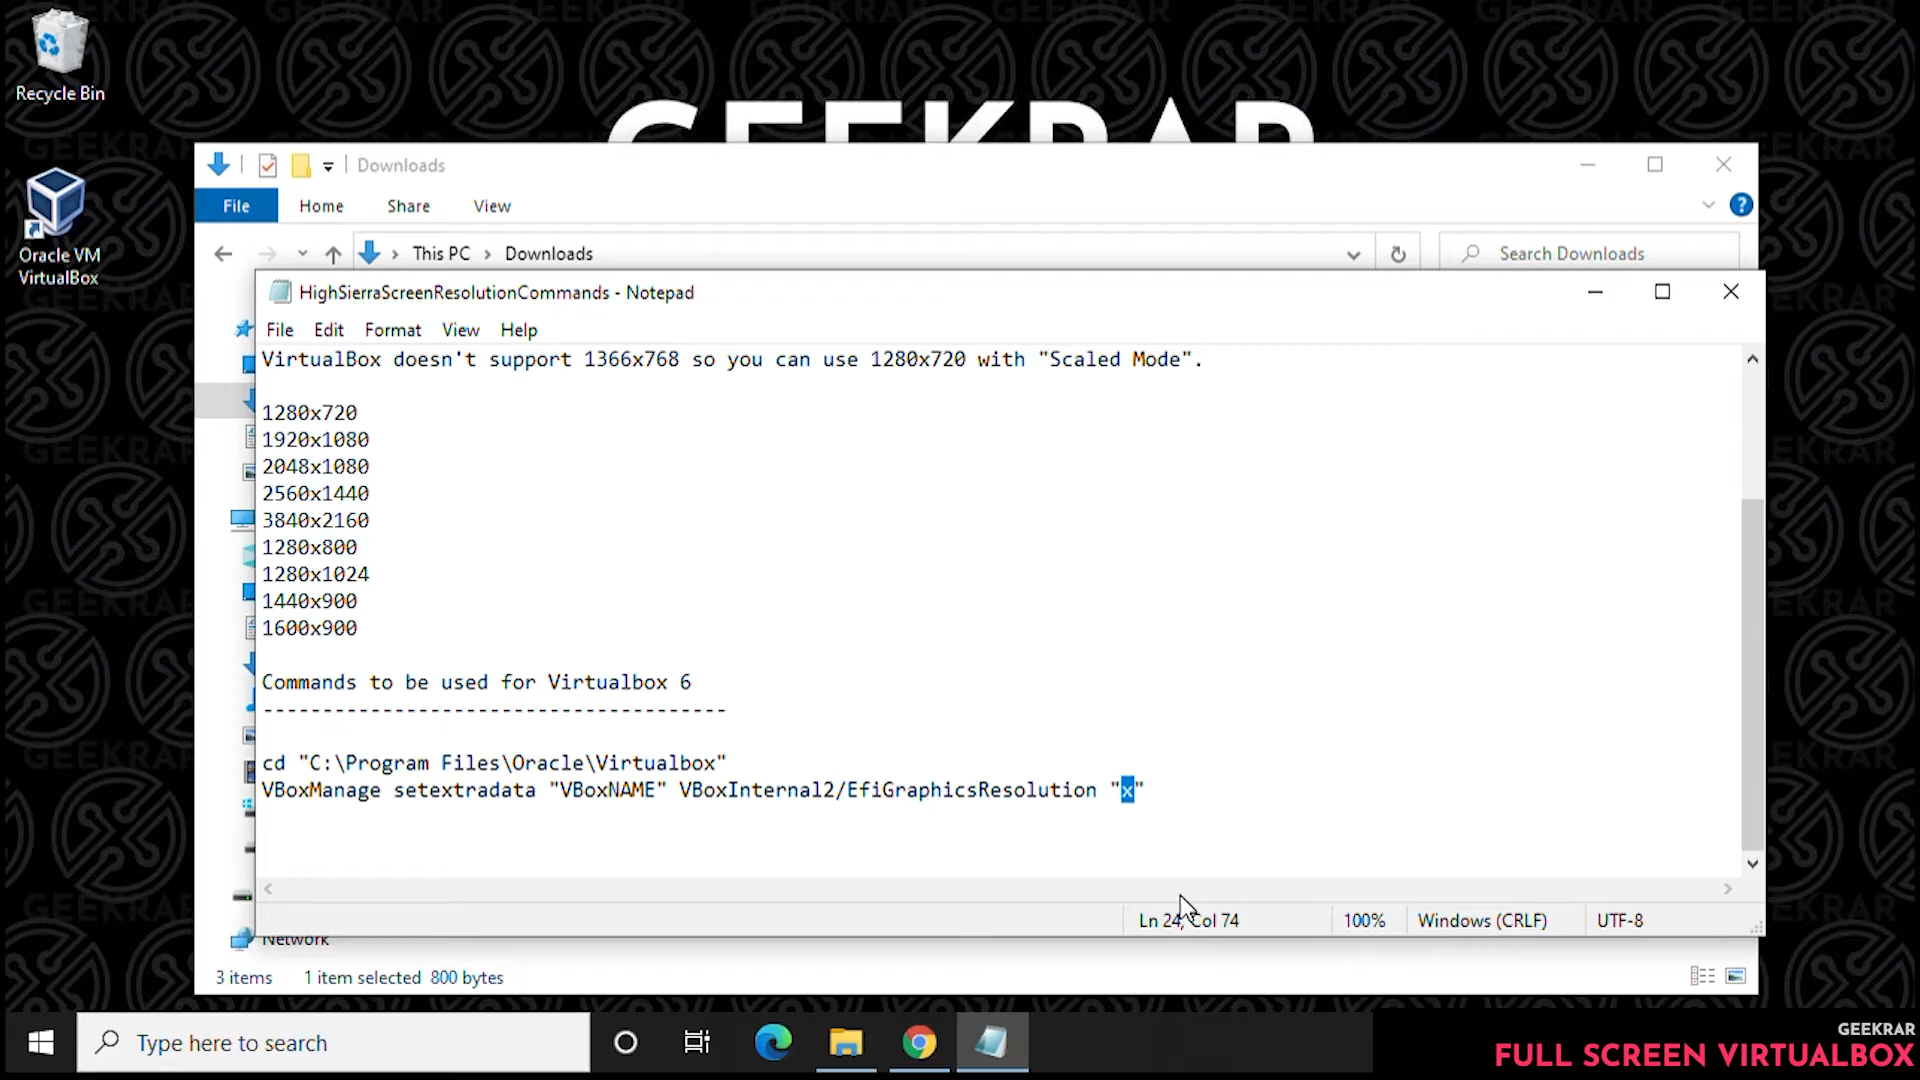 GEEKRAR
Recycle Bin
Downloads
File Home Share View
This PC Downloads
Search Downloads
Oracle VM
VirtualBox
HighSierraScreenResolutionCommands - Notepad
File Edit Format View Help
VirtualBox doesn't support 1366x768 so you can use 1280x720 with "Scaled Mode".
1280x720
1920x1080
2048x1080
2560x1440
3840x2160
1280x800
1280x1024
1440x900
1600x900
Commands to be used for Virtualbox 6
---------------------------------------
cd "C:\Program Files\Oracle\Virtualbox"
VBoxManage setextradata "VBoxNAME" VBoxInternal2/EfiGraphicsResolution "x"
Ln 24, Col 74 100% Windows (CRLF) UTF-8
Network
3 items 1 item selected 800 bytes
Type here to search
GEEKRAR
FULL SCREEN VIRTUALBOX